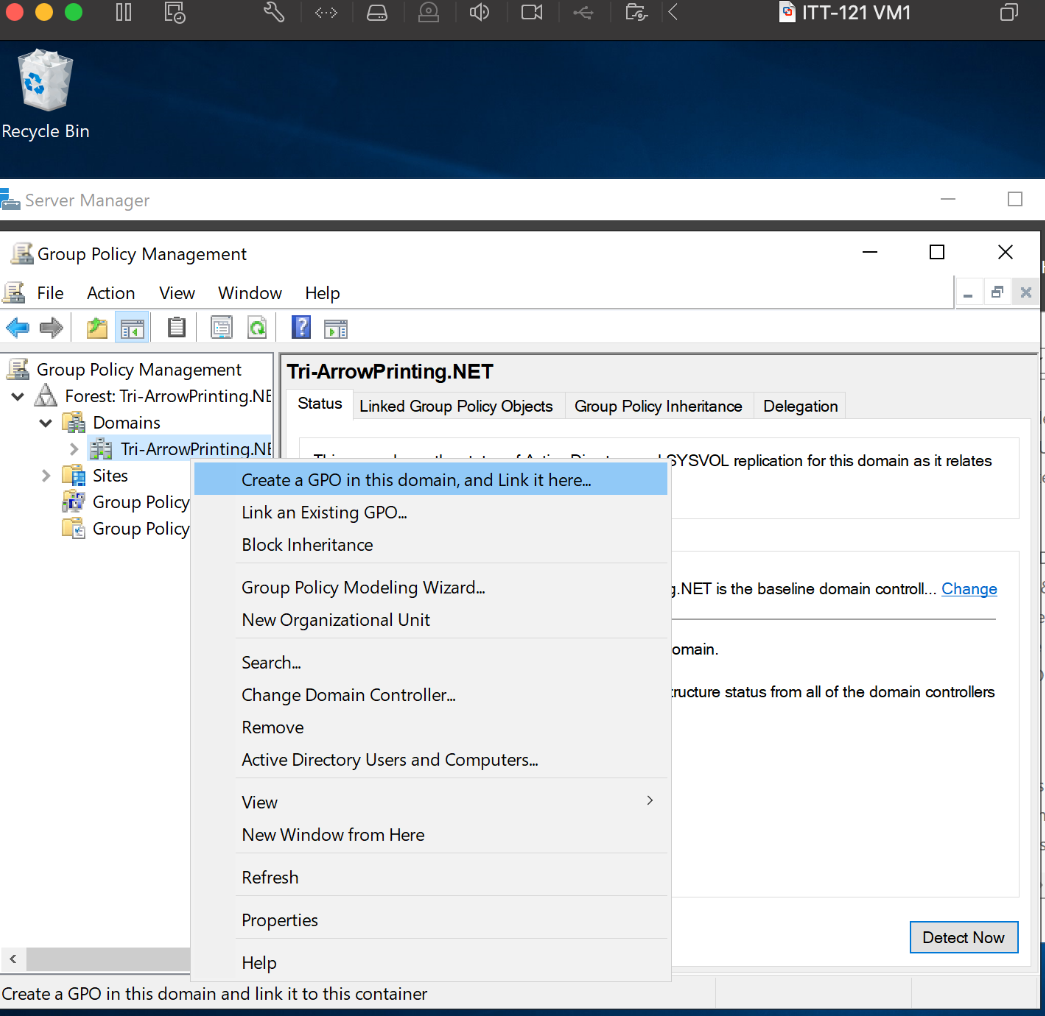 ITT-121 VM1
Recycle Bin
Server Manager
Group Policy Management
File Action View Window Help
Group Policy Management
Forest: Tri-ArrowPrinting.NE
Domains
Tri-ArrowPrinting.NE
Sites
Group Policy
Group Policy
Tri-ArrowPrinting.NET
Status Linked Group Policy Objects Group Policy Inheritance Delegation
SYSVOL replication for this domain as it relates
g.NET is the baseline domain controll... Change
omain.
tructure status from all of the domain controllers
Detect Now
Create a GPO in this domain, and Link it here...
Link an Existing GPO...
Block Inheritance
Group Policy Modeling Wizard...
New Organizational Unit
Search...
Change Domain Controller...
Remove
Active Directory Users and Computers...
View
New Window from Here
Refresh
Properties
Help
Create a GPO in this domain and link it to this container